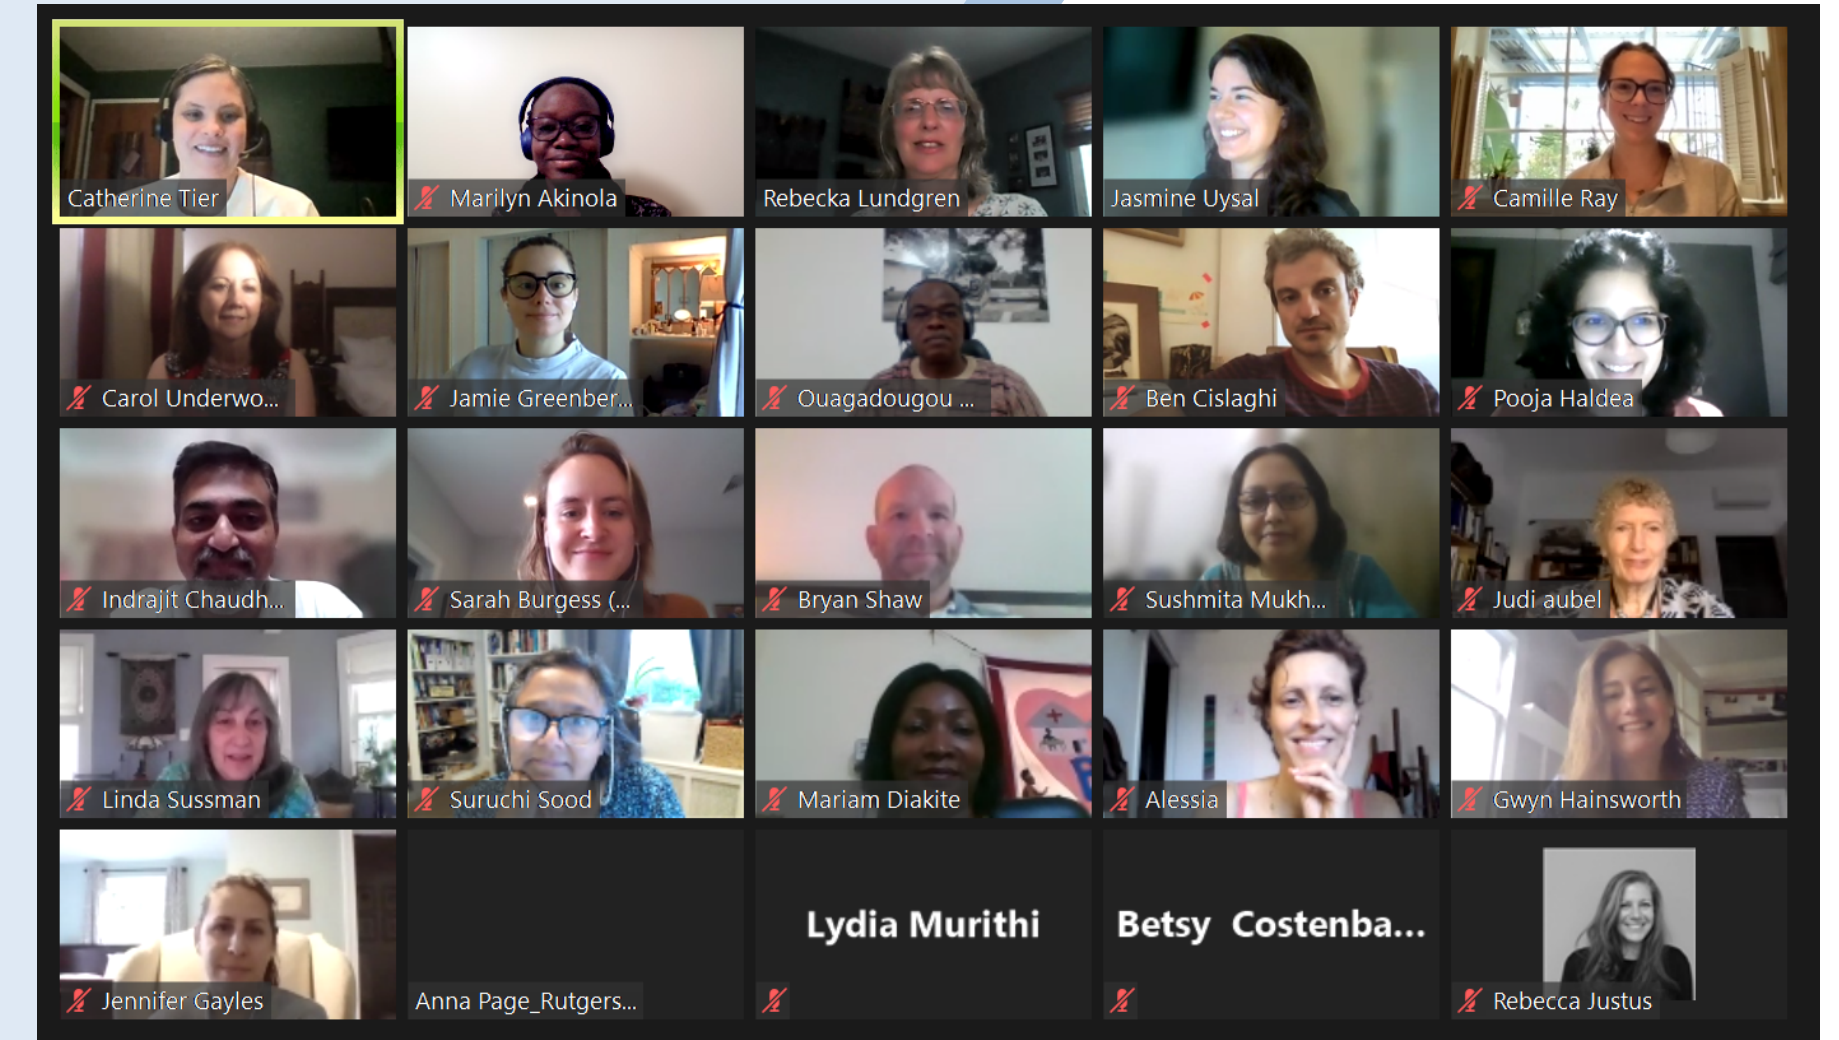 Catherine Tier
Marilyn Akinola
Rebecka Lundgren
Jasmine Uysal
Camille Ray
Carol Underwo...
Jamie Greenber...
Ouagadougou ...
Ben Cislaghi
Pooja Haldea
Indrajit Chaudh...
Sarah Burgess (...
Bryan Shaw
Sushmita Mukh...
Judi aubel
Linda Sussman
Suruchi Sood
Mariam Diakite
Alessia
Gwyn Hainsworth
Jennifer Gayles
Anna Page_Rutgers...
Lydia Murithi
Betsy Costenba...
Rebecca Justus